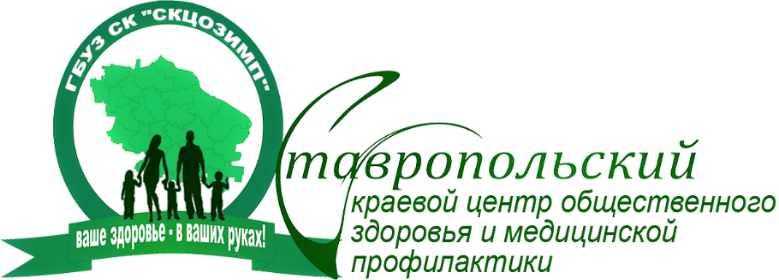 ГБУЗ СК "СКЦОЗИМП"
ваше здоровье - в ваших руках!
Ставропольский
краевой центр общественного
здоровья и медицинской
профилактики